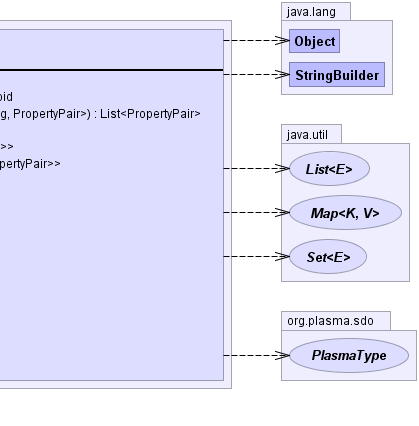 java.lang
Object
StringBuilder
oid
g, PropertyPair>) : List<PropertyPair>
>>
pertyPair>>
java.util
List<E>
Map<K, V>
Set<E>
org.plasma.sdo
PlasmaType